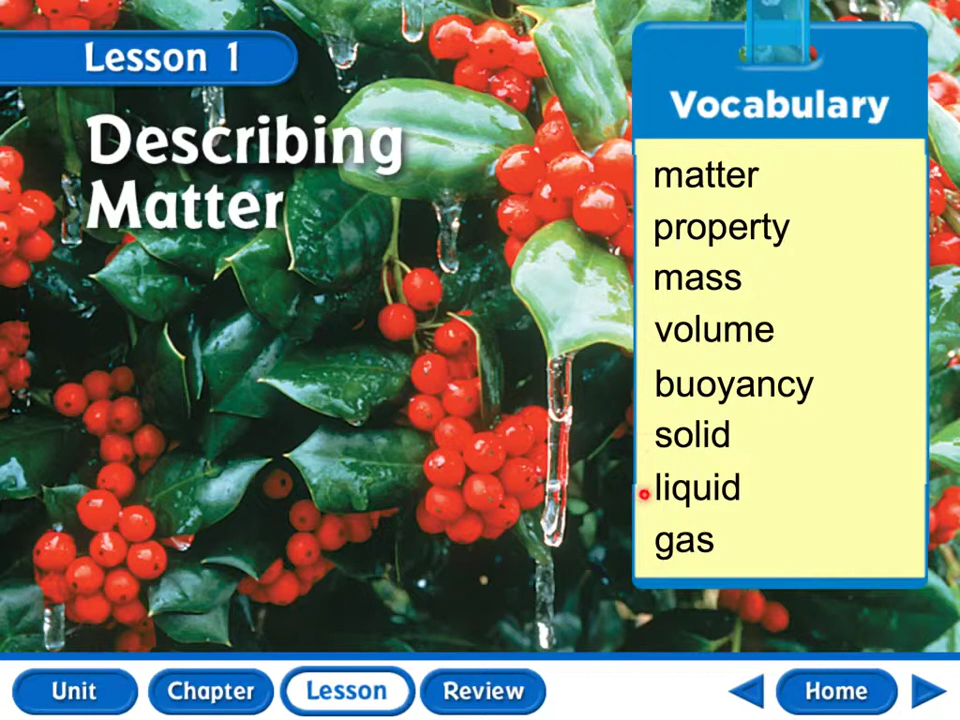 Lesson 1
Describing
Matter
Vocabulary
matter
property
mass
volume
buoyancy
solid
liquid
gas
Unit
Chapter
Lesson
Review
Home